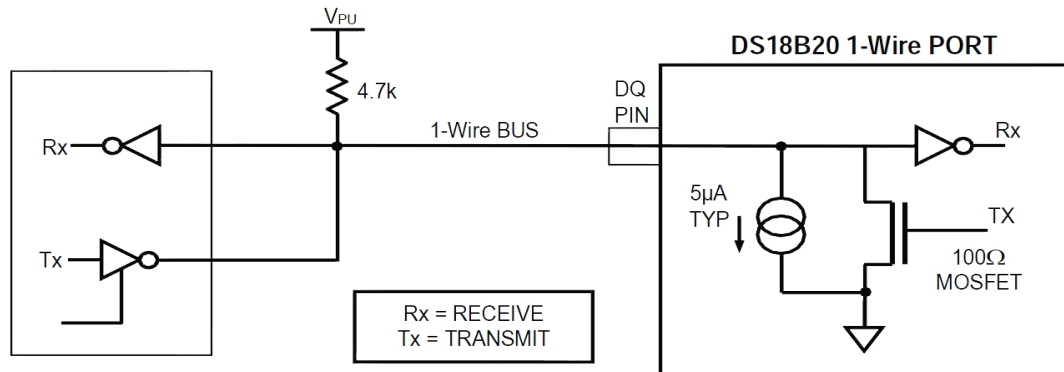 VPU
4.7k
Rx
1-Wire BUS
Tx
Rx = RECEIVE
Tx = TRANSMIT
DS18B20 1-Wire PORT
DQ
PIN
Rx
5µA
TYP
TX
100Ω
MOSFET